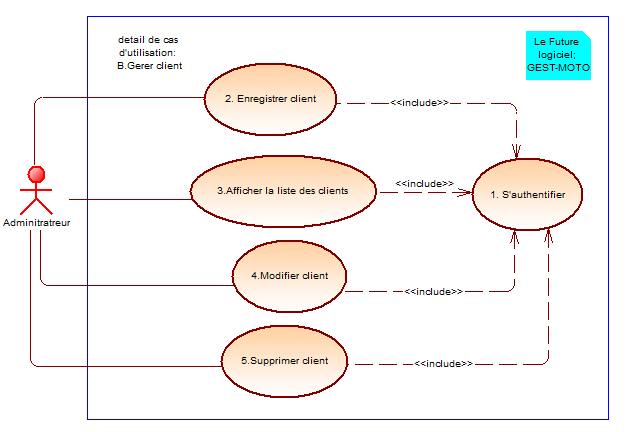 detail de cas
d'utilisation:
B.Gerer client
Le Future
logiciel;
GEST-MOTO
2. Enregistrer client
<<include>>
3.Afficher la liste des clients
<<include>>
1. S'authentifier
Adminitratreur
4.Modifier client
<<include>>
5.Supprimer client
<<include>>